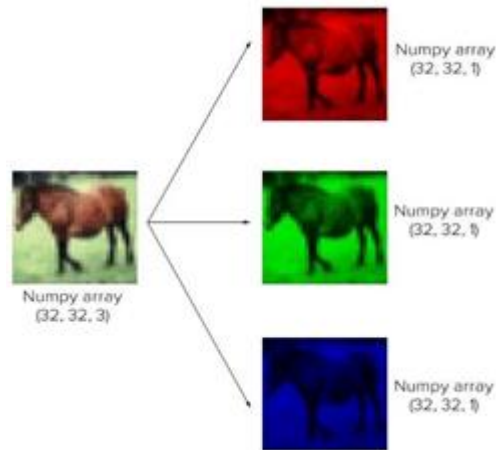 Numpy array
(32, 32, 1)
Numpy array
(32, 32, 3)
Numpy array
(32, 32, 1)
Numpy array
(32, 32, 1)